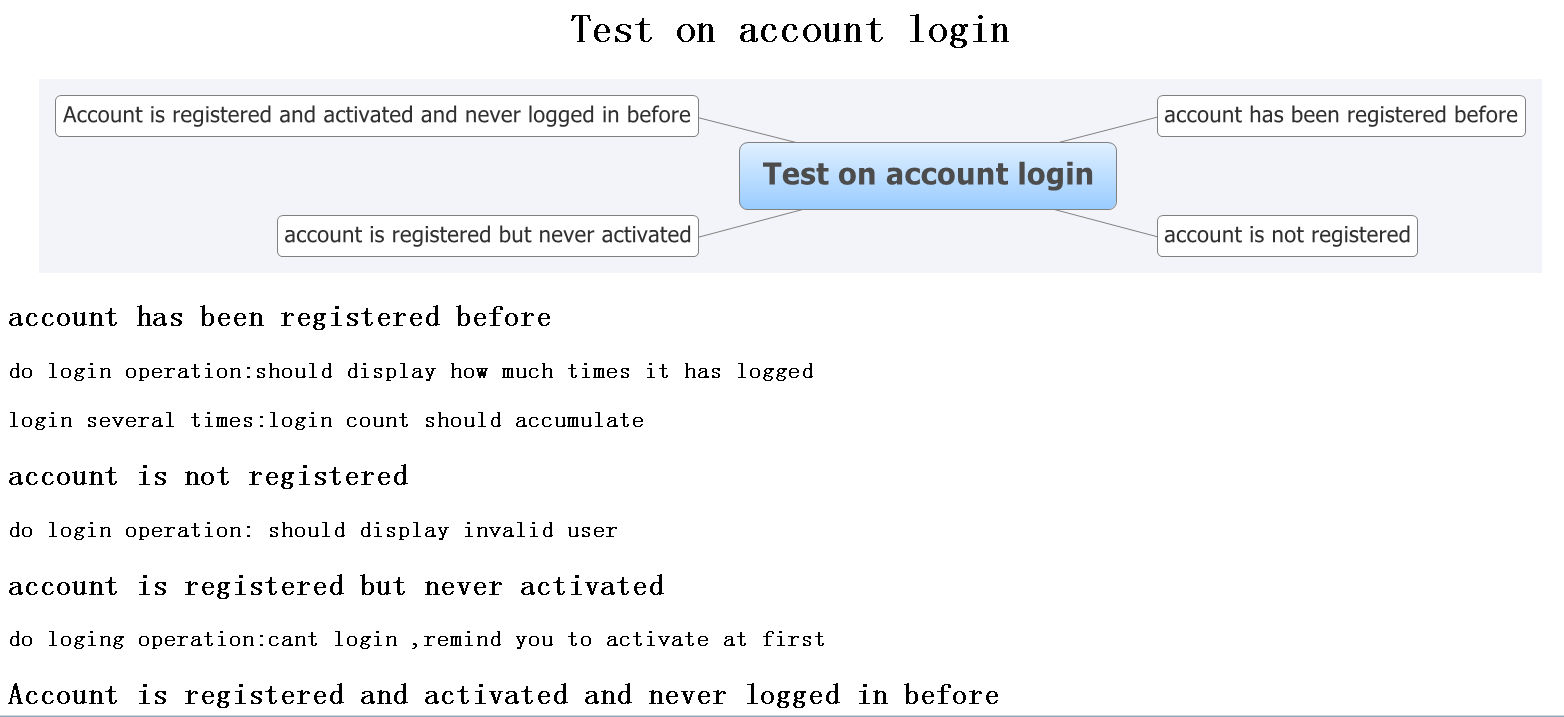 Test on account login
Account is registered and activated and never logged in before
account has been registered before
Test on account login
account is registered but never activated
account is not registered
account has been registered before
do login operation:should display how much times it has logged
login several times:login count should accumulate
account is not registered
do login operation: should display invalid user
account is registered but never activated
do loging operation:cant login ,remind you to activate at first
Account is registered and activated and never logged in before